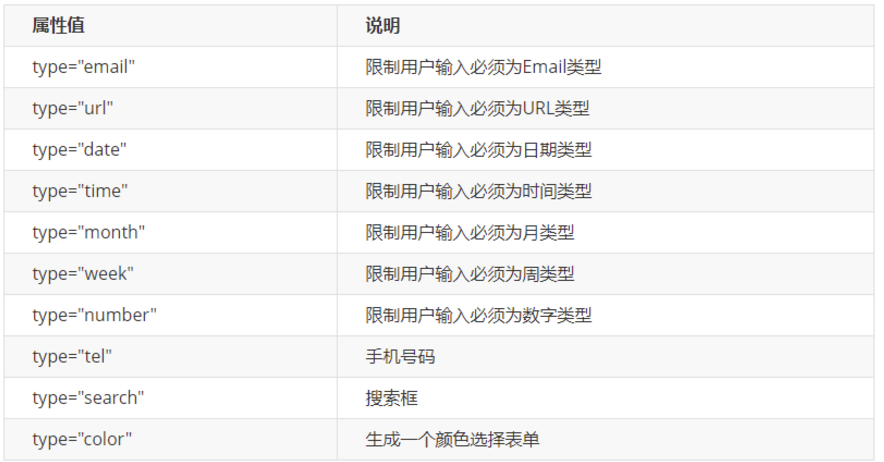 属性值 说明
type="email" 限制用户输入必须为Email类型
type="url" 限制用户输入必须为URL类型
type="date" 限制用户输入必须为日期类型
type="time" 限制用户输入必须为时间类型
type="month" 限制用户输入必须为月类型
type="week" 限制用户输入必须为周类型
type="number" 限制用户输入必须为数字类型
type="tel" 手机号码
type="search" 搜索框
type="color" 生成一个颜色选择表单